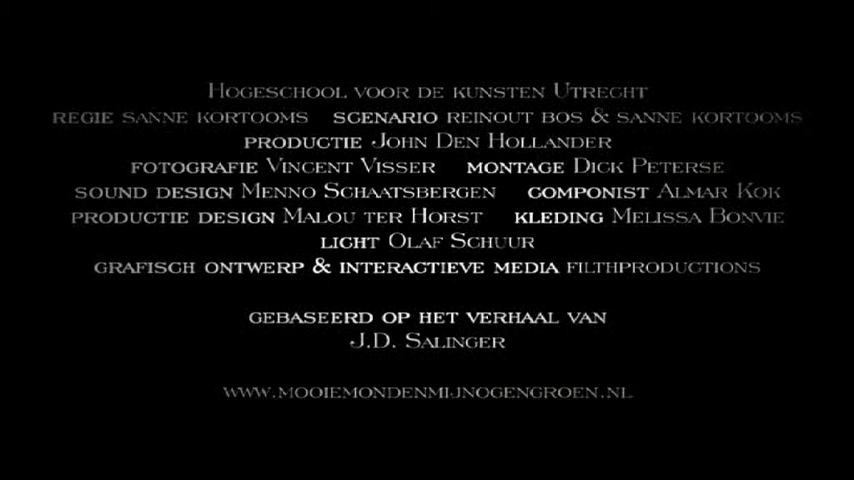 Hogeschool voor de kunsten Utrecht
regie Sanne Kortooms scenario Reinout Bos & Sanne Kortooms
productie John Den Hollander
fotografie Vincent Visser montage Dick Peterse
sound design Menno Schaatsbergen componist Almar Kok
productie design Malou ter Horst kleding Melissa Bonvie
licht Olaf Schuur
grafisch ontwerp & interactieve media filthproductions
gebaseerd op het verhaal van
J.D. Salinger
www.mooiemondenmijnogengroen.nl